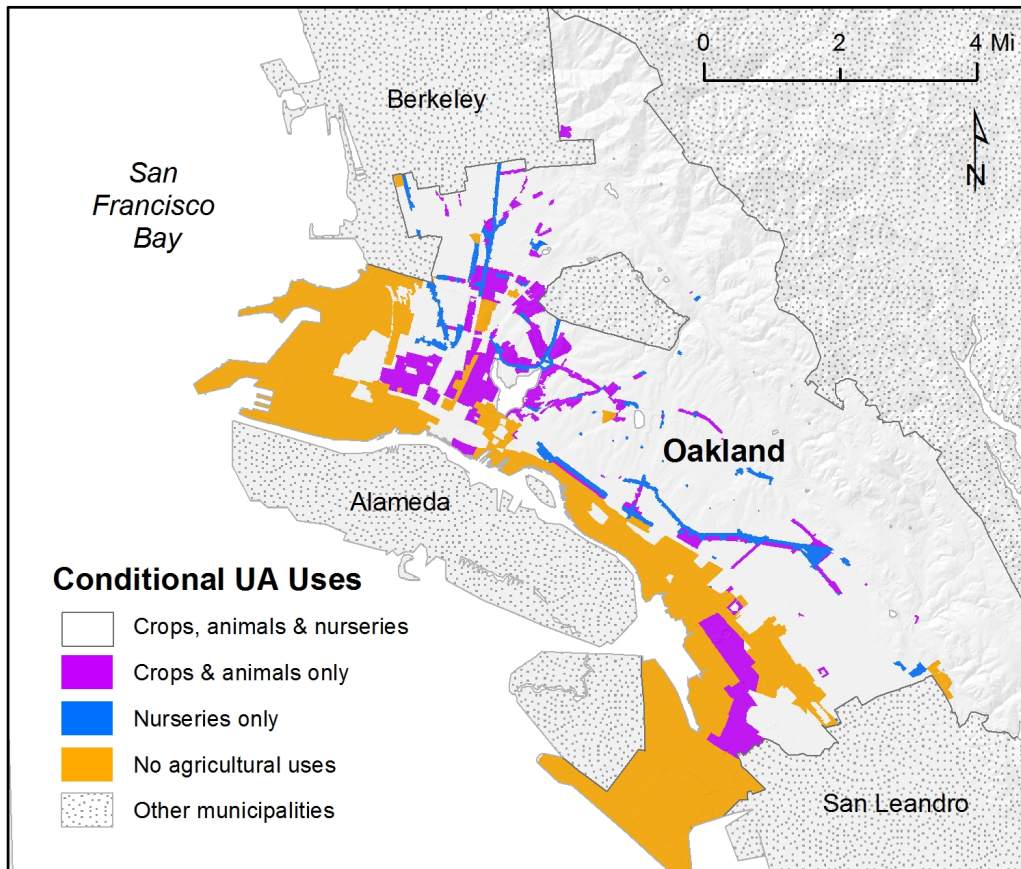 0 2 4 Mi
Berkeley
N
San
Francisco
Bay
Oakland
Alameda
Conditional UA Uses
Crops, animals & nurseries
Crops & animals only
Nurseries only
No agricultural uses
Other municipalities
San Leandro